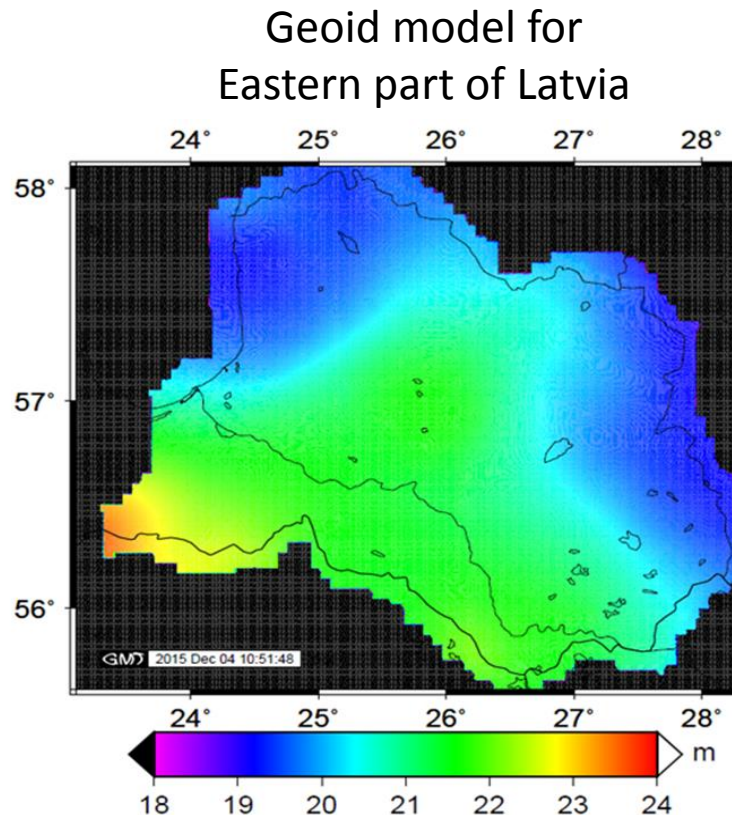 Geoid model for
Eastern part of Latvia
24° 25° 26° 27° 28°
58°
57°
56°
GMT 2015 Dec 04 10:51:48
24° 25° 26° 27° 28°
m
18 19 20 21 22 23 24